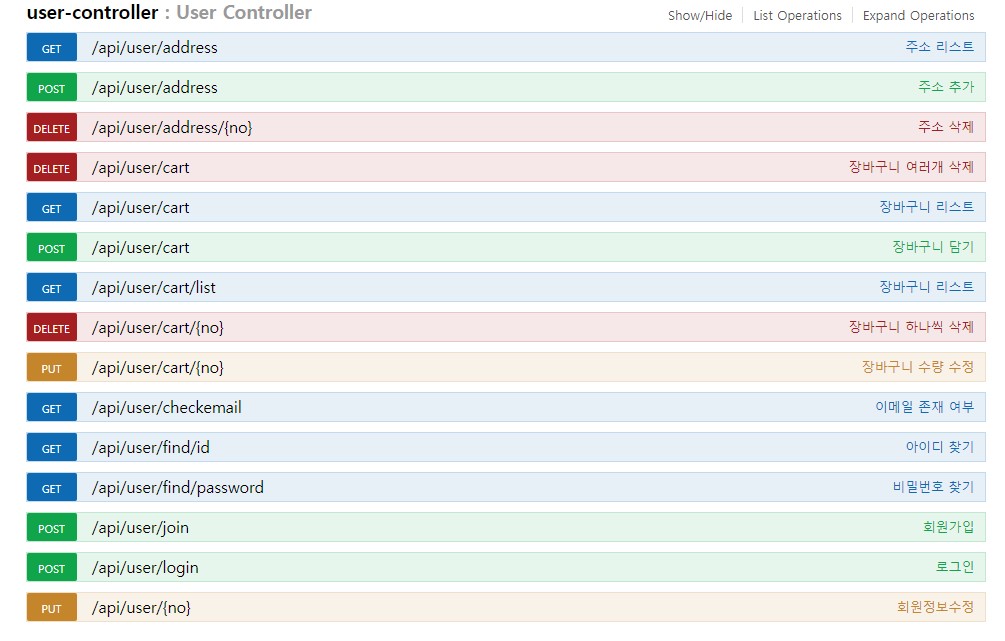 user-controller : User Controller Show/Hide List Operations Expand Operations
GET /api/user/address 주소 리스트
POST /api/user/address 주소 추가
DELETE /api/user/address/{no} 주소 삭제
DELETE /api/user/cart 장바구니 여러개 삭제
GET /api/user/cart 장바구니 리스트
POST /api/user/cart 장바구니 담기
GET /api/user/cart/list 장바구니 리스트
DELETE /api/user/cart/{no} 장바구니 하나씩 삭제
PUT /api/user/cart/{no} 장바구니 수량 수정
GET /api/user/checkemail 이메일 존재 여부
GET /api/user/find/id 아이디 찾기
GET /api/user/find/password 비밀번호 찾기
POST /api/user/join 회원가입
POST /api/user/login 로그인
PUT /api/user/{no} 회원정보수정